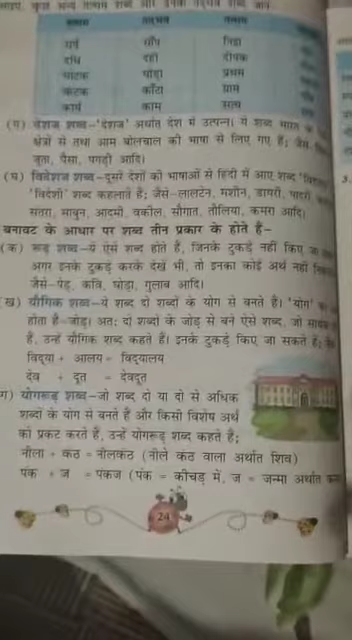 तत्सम तद्भव तत्सम
सर्प साँप निद्रा
दधि दही दीपक
घोटक घोड़ा प्रथम
कंटक काँटा ग्राम
कार्य काम सत्य
(ग) देशज शब्द–'देशज' अर्थात देश में उत्पन्न। ये शब्द भारत के
क्षेत्रों से तथा आम बोलचाल की भाषा से लिए गए हैं; जैसे
जूता, पैसा, पगड़ी आदि।
(घ) विदेशज शब्द–दूसरे देशों की भाषाओं से हिंदी में आए शब्द
'विदेशी' शब्द कहलाते हैं; जैसे–लालटेन, मशीन, डायरी, पादरी,
संतरा, साबुन, आदमी, वकील, सौगात, तौलिया, कमरा आदि।
बनावट के आधार पर शब्द तीन प्रकार के होते हैं–
(क) रूढ़ शब्द–ये ऐसे शब्द होते हैं, जिनके टुकड़े नहीं किए जा
अगर इनके टुकड़े करके देखें भी, तो इनका कोई अर्थ नहीं
जैसे–पेड़, कवि, घोड़ा, गुलाब आदि।
ख) यौगिक शब्द–ये शब्द दो शब्दों के योग से बनते हैं। 'योग' का
होता है–जोड़। अतः दो शब्दों के जोड़ से बने ऐसे शब्द, जो
हैं, उन्हें यौगिक शब्द कहते हैं। इनके टुकड़े किए जा सकते हैं;
विद्या + आलय = विद्यालय
देव + दूत = देवदूत
ग) योगरूढ़ शब्द–जो शब्द दो या दो से अधिक
शब्दों के योग से बनते हैं और किसी विशेष अर्थ
को प्रकट करते हैं, उन्हें योगरूढ़ शब्द कहते हैं;
नीला + कंठ = नीलकंठ (नीले कंठ वाला अर्थात शिव)
पंक + ज = पंकज (पंक = कीचड़ में, ज = जन्मा अर्थात
24